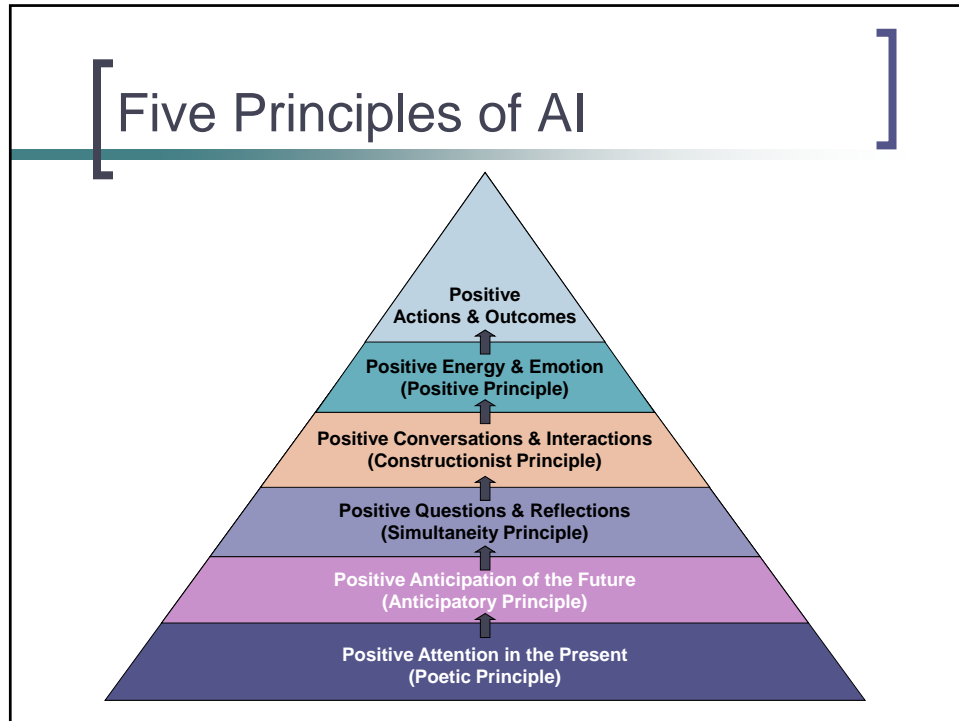 Five Principles of AI
Positive
Actions & Outcomes
Positive Energy & Emotion
(Positive Principle)
Positive Conversations & Interactions
(Constructionist Principle)
Positive Questions & Reflections
(Simultaneity Principle)
Positive Anticipation of the Future
(Anticipatory Principle)
Positive Attention in the Present
(Poetic Principle)